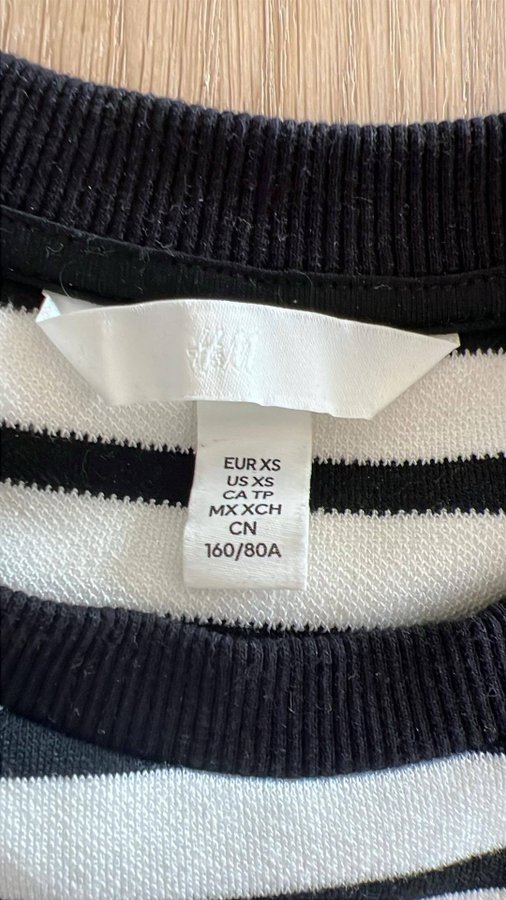 H&M
EUR XS
US XS
CA TP
MX XCH
CN
160/80A